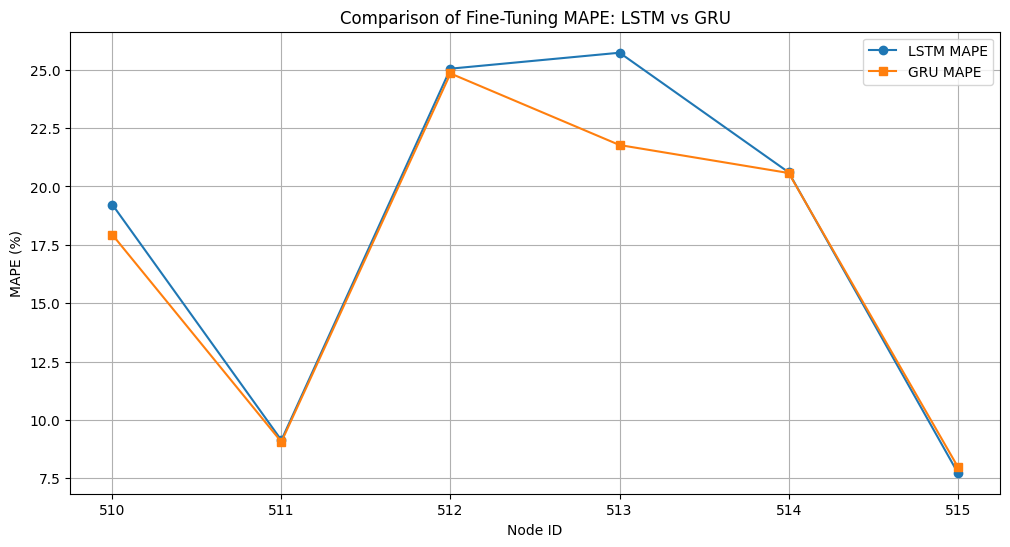 Comparison of Fine-Tuning MAPE: LSTM vs GRU
LSTM MAPE
GRU MAPE
MAPE (%)
25.0
22.5
20.0
17.5
15.0
12.5
10.0
7.5
510 511 512 513 514 515
Node ID